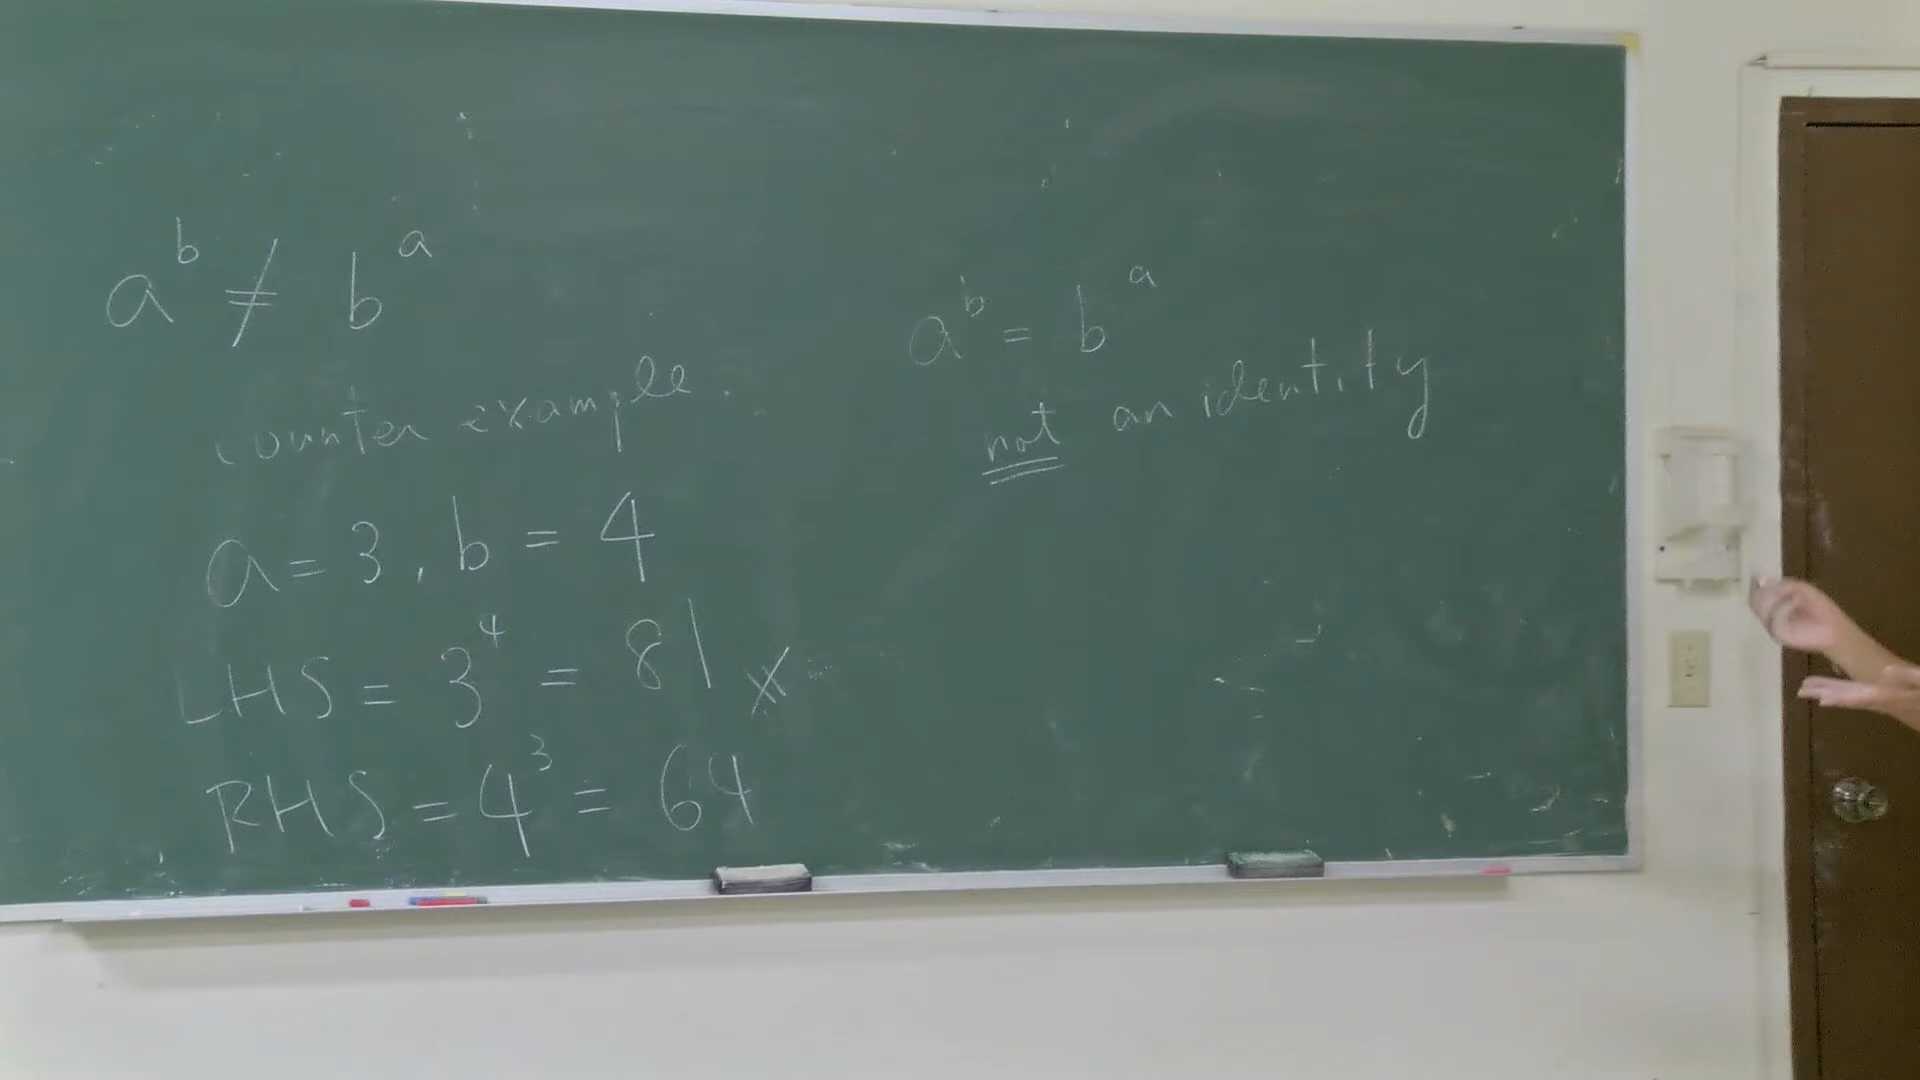 a^b ≠ b^a
counter example.
a = 3, b = 4
LHS = 3^4 = 81 ×
RHS = 4^3 = 64
a^b = b^a
not an identity